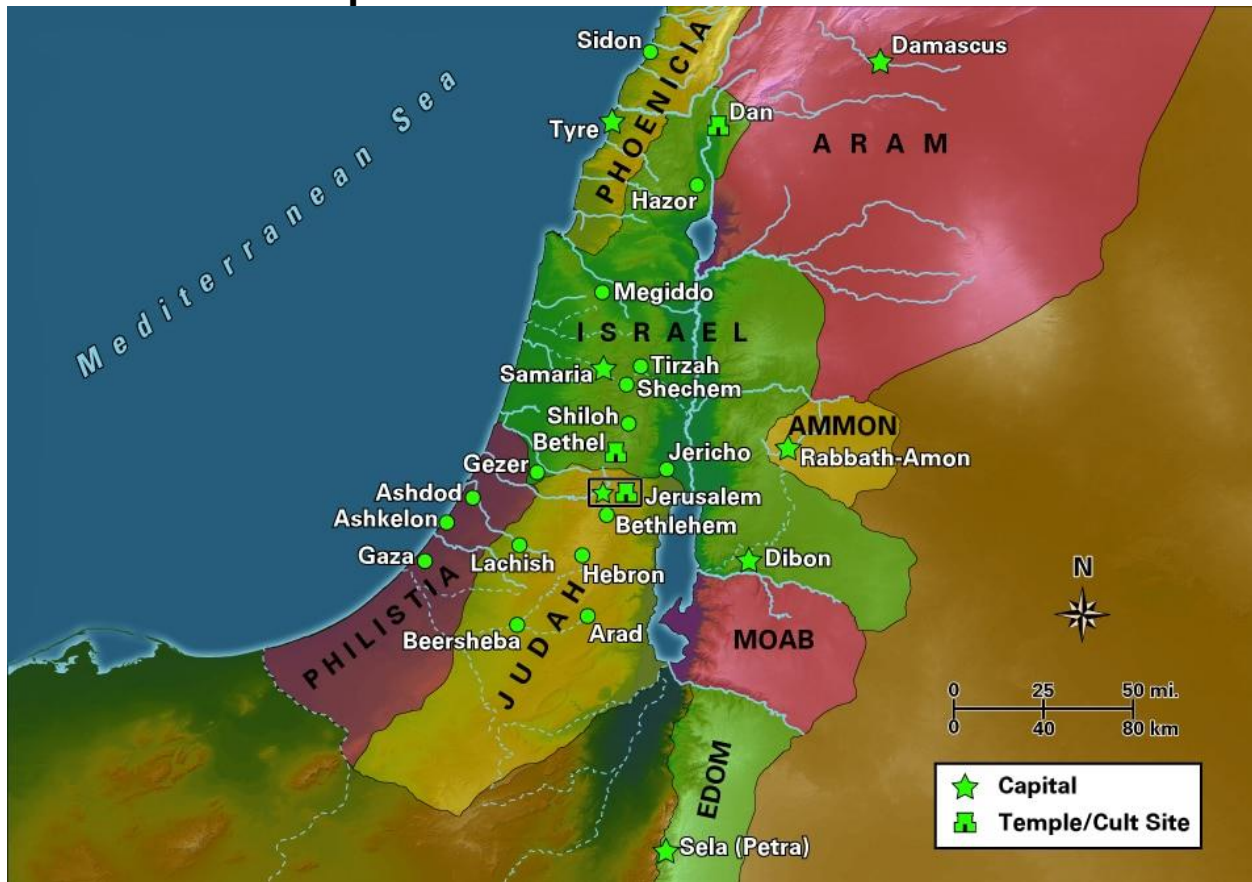 Sidon
PHOENICIA
Damascus
Tyre
Dan
ARAM
Mediterranean Sea
Hazor
Megiddo
ISRAEL
Samaria
Tirzah
Shechem
Shiloh
AMMON
Bethel
Jericho
Rabbath-Amon
Gezer
Ashdod
Jerusalem
Ashkelon
Bethlehem
Gaza
Lachish
Hebron
Dibon
PHILISTIA
JUDAH
Beersheba
Arad
MOAB
N
0 25 50 mi.
0 40 80 km
EDOM
Capital
Temple/Cult Site
Sela (Petra)